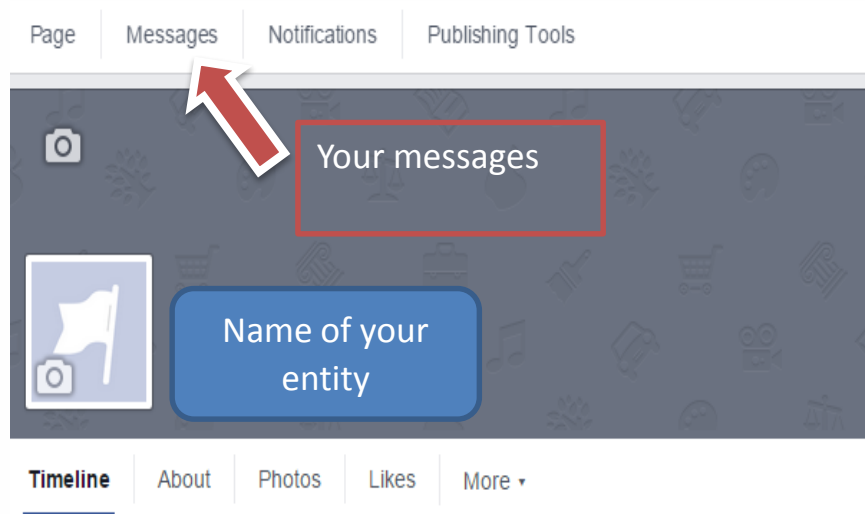 Page Messages Notifications Publishing Tools
Your messages
Name of your
entity
Timeline About Photos Likes More